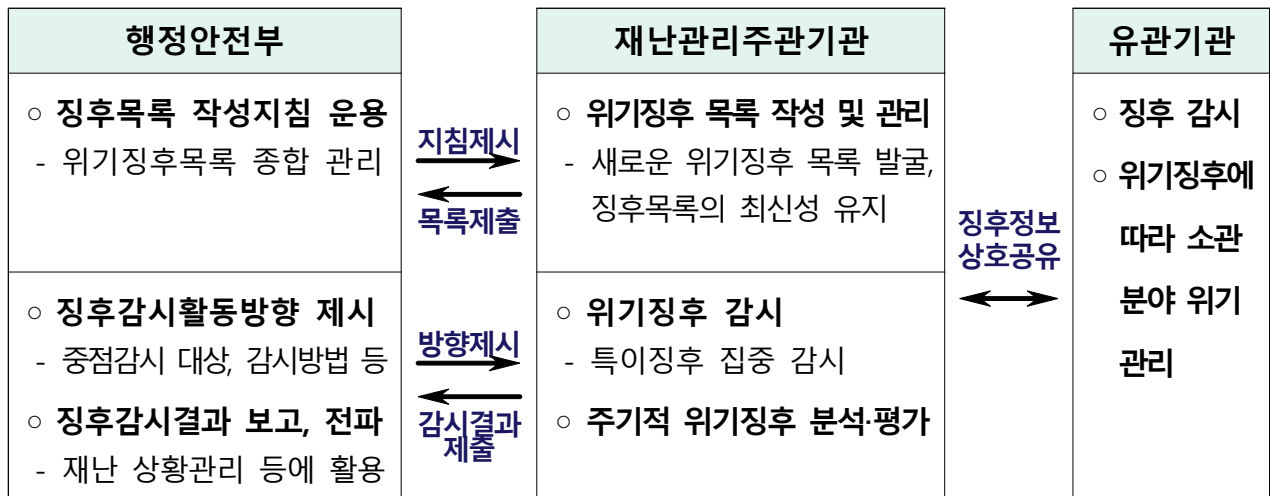 행정안전부
○ 징후목록 작성지침 운용
- 위기징후목록 종합 관리
○ 징후감시활동방향 제시
- 중점감시 대상, 감시방법 등
○ 징후감시결과 보고, 전파
- 재난 상황관리 등에 활용
지침제시
목록제출
방향제시
감시결과
제출
재난관리주관기관
○ 위기징후 목록 작성 및 관리
- 새로운 위기징후 목록 발굴,
징후목록의 최신성 유지
○ 위기징후 감시
- 특이징후 집중 감시
○ 주기적 위기징후 분석·평가
징후정보
상호공유
유관기관
○ 징후 감시
○ 위기징후에
따라 소관
분야 위기
관리